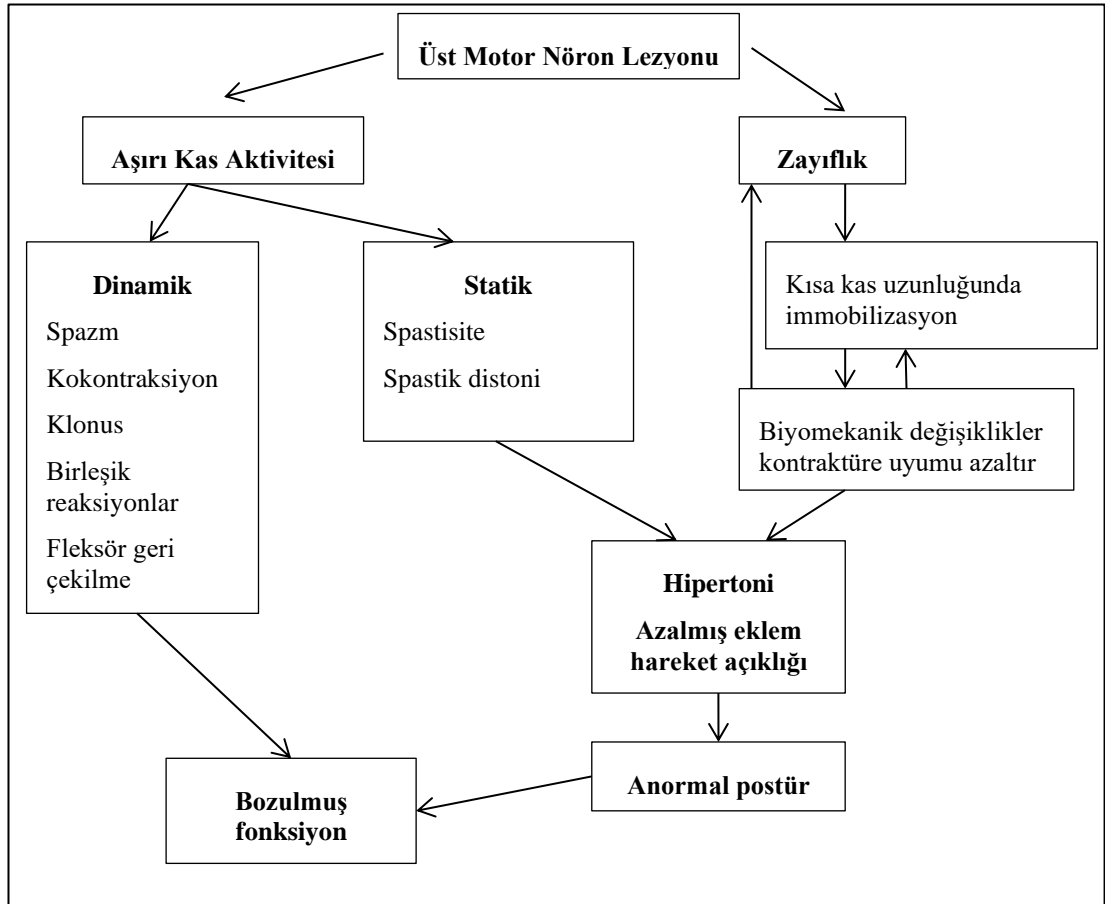 Üst Motor Nöron Lezyonu
Aşırı Kas Aktivitesi
Zayıflık
Dinamik
Spazm
Kokontraksiyon
Klonus
Birleşik
reaksiyonlar
Fleksör geri
çekilme
Statik
Spastisite
Spastik distoni
Kısa kas uzunluğunda
immobilizasyon
Biyomekanik değişiklikler
kontraktüre uyumu azaltır
Hipertoni
Azalmış eklem
hareket açıklığı
Anormal postür
Bozulmuş
fonksiyon